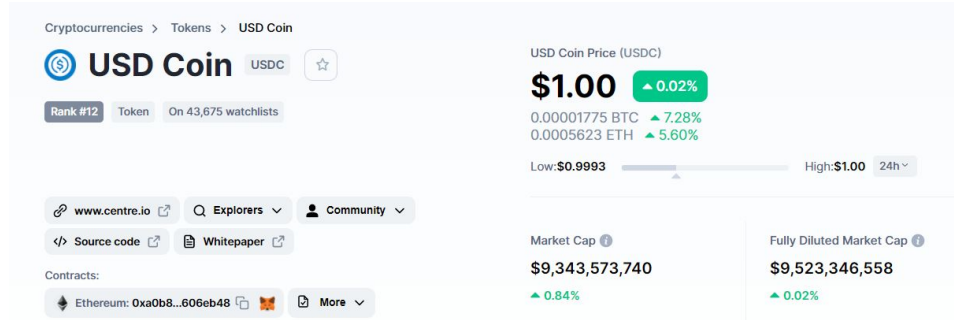 Cryptocurrencies > Tokens > USD Coin
USD Coin USDC
Rank #12 Token On 43,675 watchlists
www.centre.io Explorers Community
Source code Whitepaper
Contracts:
Ethereum: 0xa0b8...606eb48 More
USD Coin Price (USDC)
$1.00 0.02%
0.00001775 BTC 7.28%
0.0005623 ETH 5.60%
Low:$0.9993 High:$1.00 24h
Market Cap
$9,343,573,740
0.84%
Fully Diluted Market Cap
$9,523,346,558
0.02%